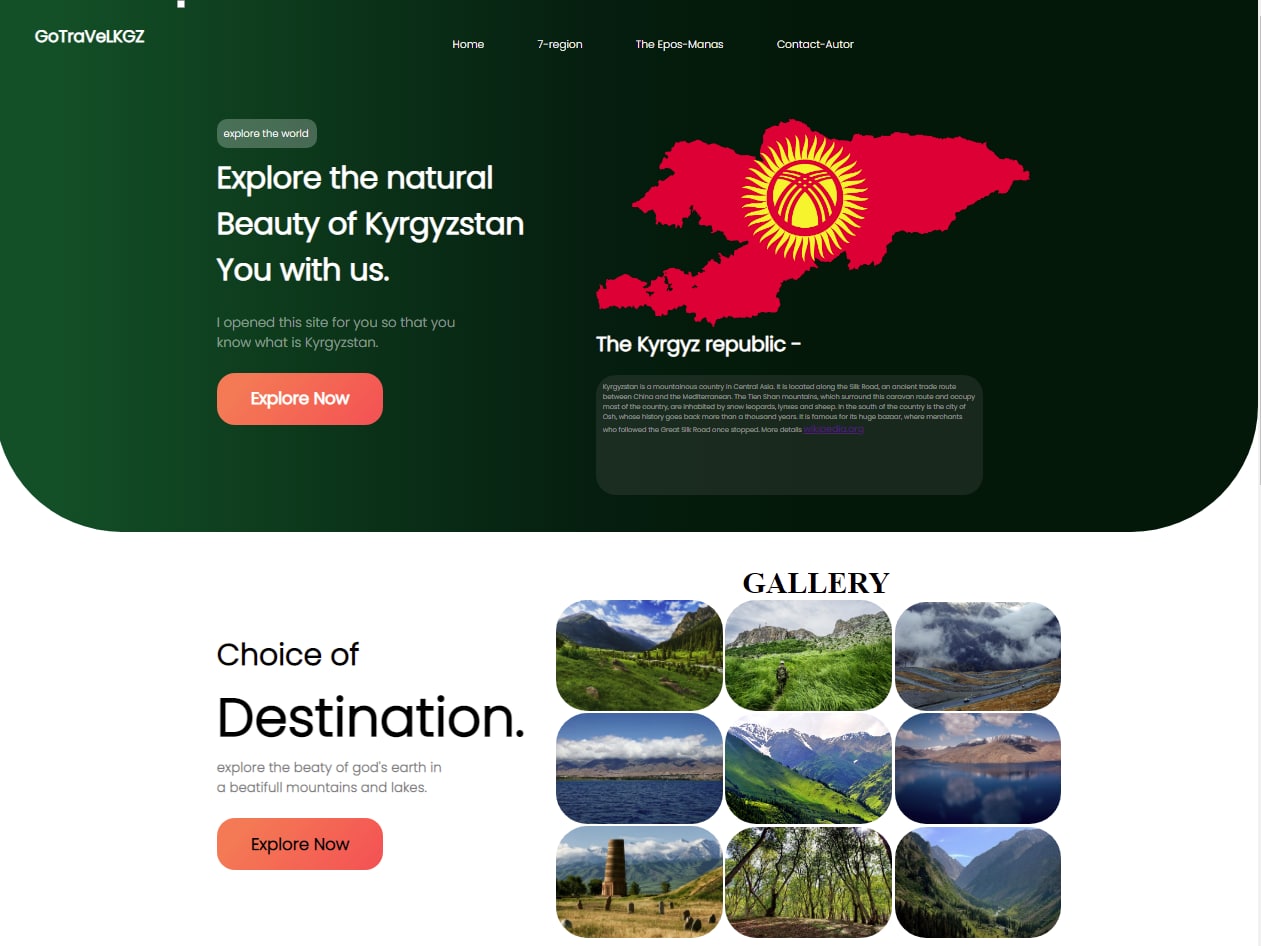 GoTraVeLKGZ
Home
7-region
The Epos-Manas
Contact-Autor
explore the world
Explore the natural
Beauty of Kyrgyzstan
You with us.
I opened this site for you so that you
know what is Kyrgyzstan.
Explore Now
The Kyrgyz republic -
Kyrgyzstan is a mountainous country in Central Asia. It is located along the Silk Road, an ancient trade route
between China and the Mediterranean. The Tien Shan mountains, which surround this caravan route and occupy
most of the country, are inhabited by snow leopards, lynxes and sheep. In the south of the country is the city of
Osh, whose history goes back more than a thousand years. It is famous for its huge bazaar, where merchants
who followed the Great Silk Road once stopped. More details wikipedia.org
GALLERY
Choice of
Destination.
explore the beaty of god's earth in
a beatifull mountains and lakes.
Explore Now